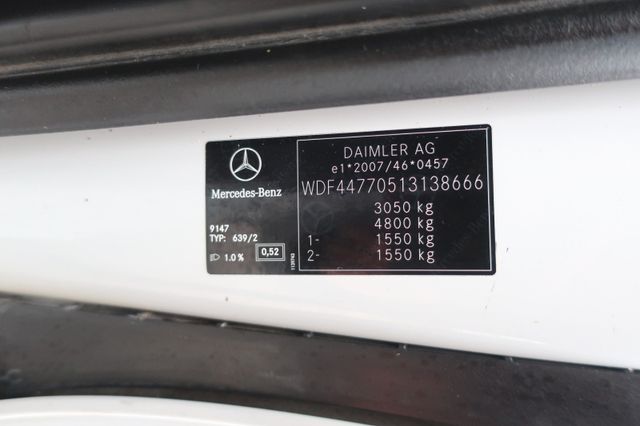 Mercedes-Benz
9147
TYP: 639/2
1.0 %
0,52
DAIMLER AG
e1*2007/46*0457
WDF44770513138666
3050 kg
4800 kg
1- 1550 kg
2- 1550 kg